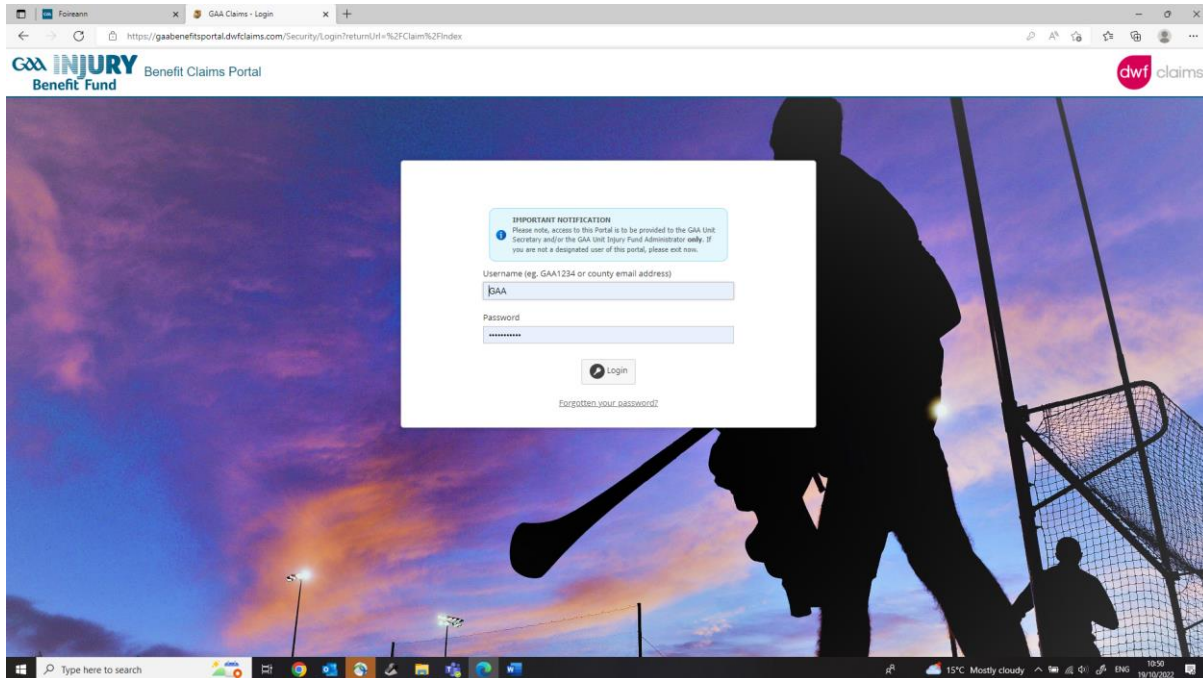 Foireann
GAA Claims - Login
https://gaabenefitsportal.dwfclaims.com/Security/Login?returnUrl=%2FClaim%2FIndex
GAA INJURY
Benefit Fund
Benefit Claims Portal
dwf claims
IMPORTANT NOTIFICATION
Please note, access to this Portal is to be provided to the GAA Unit
Secretary and/or the GAA Unit Injury Fund Administrator only. If
you are not a designated user of this portal, please exit now.
Username (eg. GAA1234 or county email address)
GAA
Password
Login
Forgotten your password?
Type here to search
15°C Mostly cloudy
ENG
10:50
19/10/2022